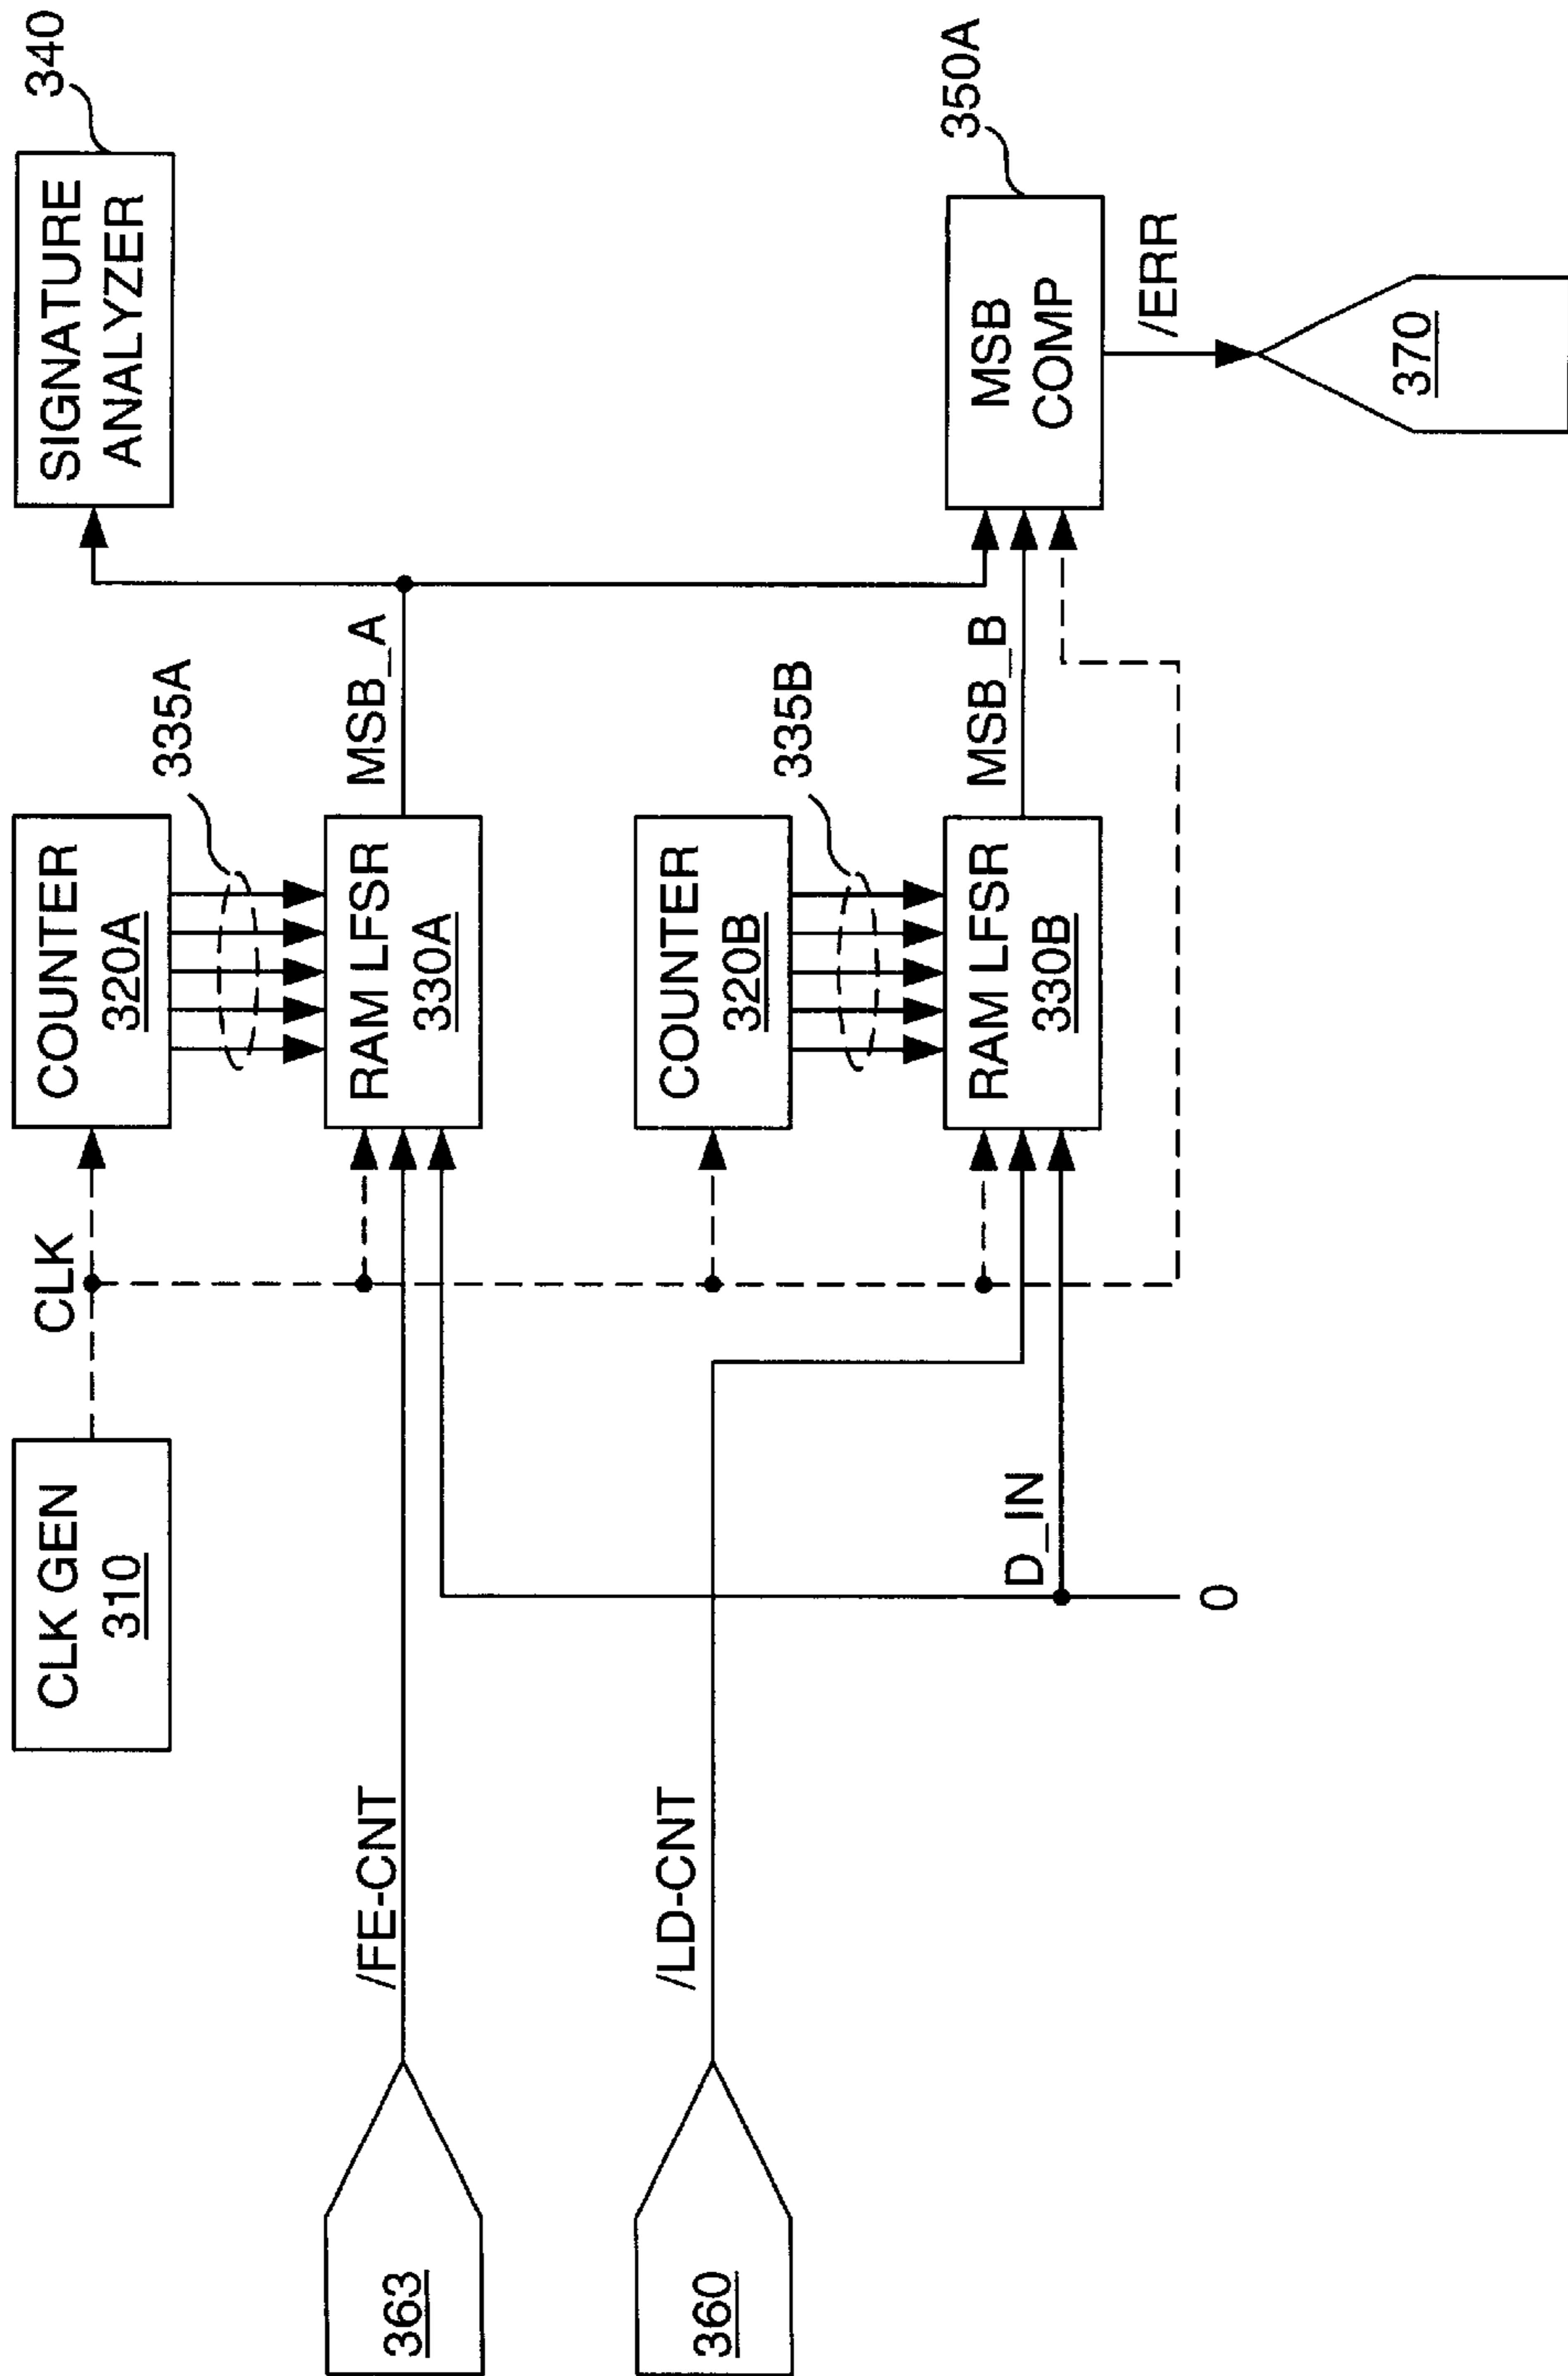 CLK GEN
310
CLK
COUNTER
320A
335A
SIGNATURE
ANALYZER
340
/FE-CNT
363
RAM LFSR
330A
MSB_A
/LD-CNT
360
COUNTER
320B
335B
D_IN
0
RAM LFSR
330B
MSB_B
MSB
COMP
350A
/ERR
370